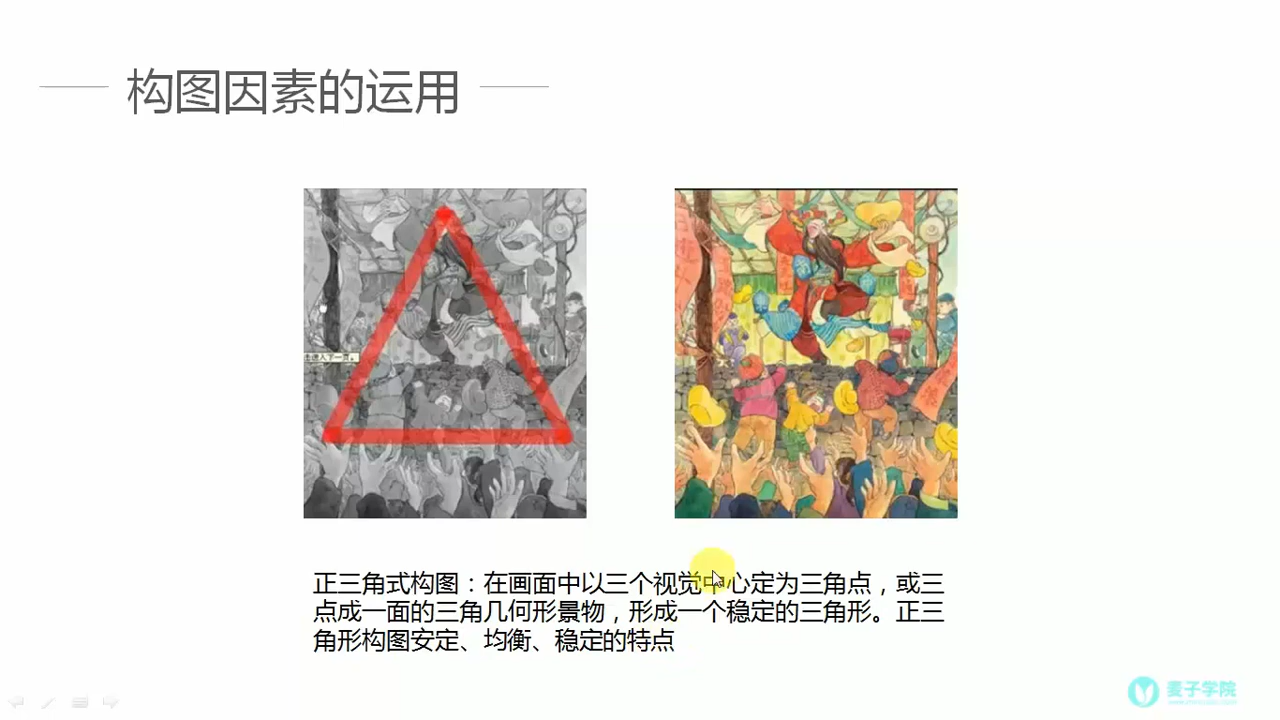 构图因素的运用
正三角式构图：在画面中以三个视觉中心定为三角点，或三
点成一面的三角几何形景物，形成一个稳定的三角形。正三
角形构图安定、均衡、稳定的特点
麦子学院